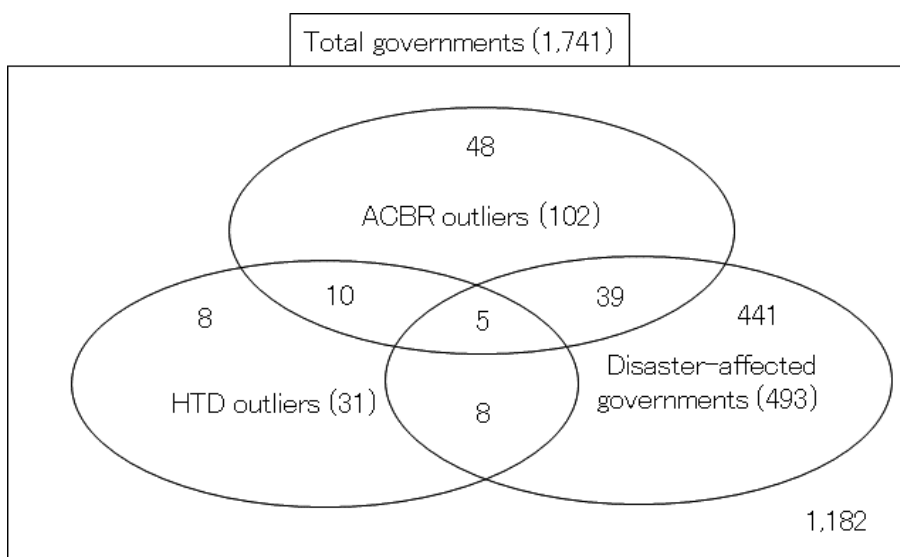 Total governments (1,741)
48
ACBR outliers (102)
10
39
8
5
441
Disaster-affected
governments (493)
HTD outliers (31)
8
1,182